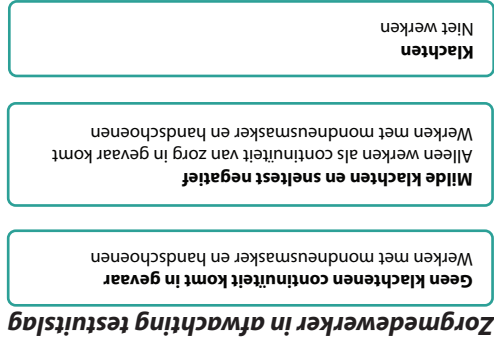 Zorgmedewerker in afwachting testuitslag
Geen klachtenen continuïteit komt in gevaar
Werken met mondneusmasker en handschoenen
Milde klachten en sneltest negatief
Alleen werken als continuïteit van zorg in gevaar komt
Werken met mondneusmasker en handschoenen
Klachten
Niet werken